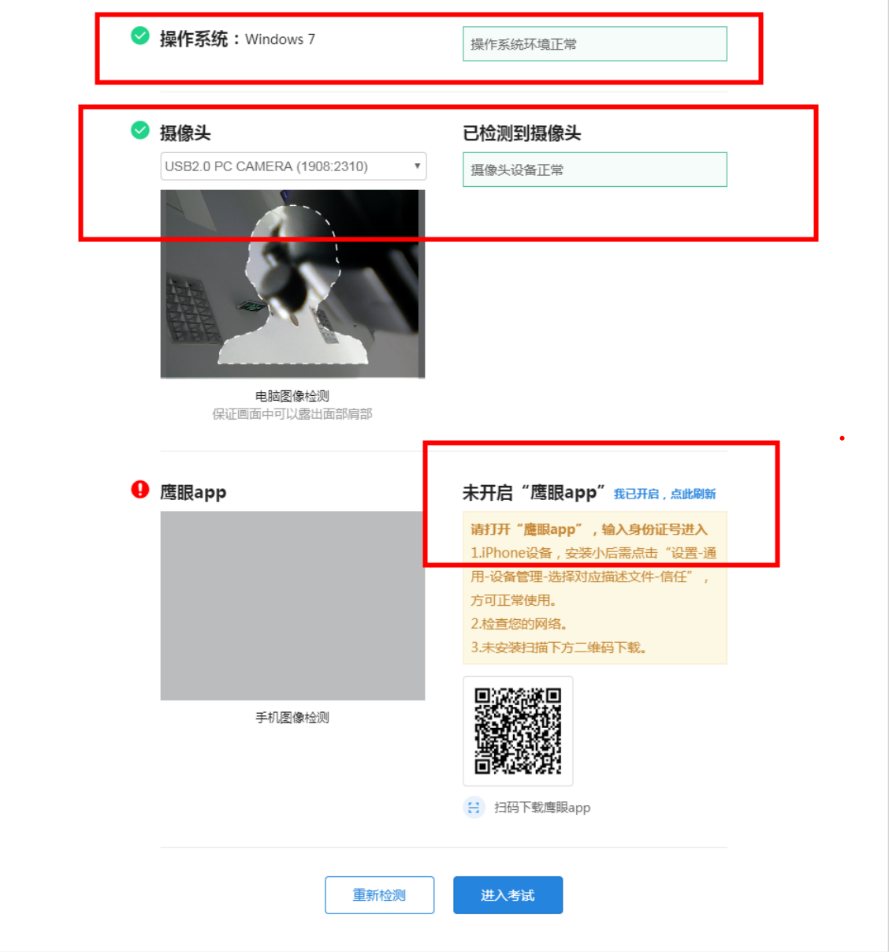 操作系统：Windows 7
操作系统环境正常
摄像头
已检测到摄像头
USB2.0 PC CAMERA (1908:2310)
摄像头设备正常
电脑图像检测
保证画面中可以露出面部肩部
鹰眼app
未开启“鹰眼app” 我已开启，点此刷新
请打开“鹰眼app”，输入身份证号进入
1.iPhone设备，安装小后需点击“设置-通
用-设备管理-选择对应描述文件-信任”，
方可正常使用。
2.检查您的网络。
3.未安装扫描下方二维码下载。
手机图像检测
扫码下载鹰眼app
重新检测
进入考试